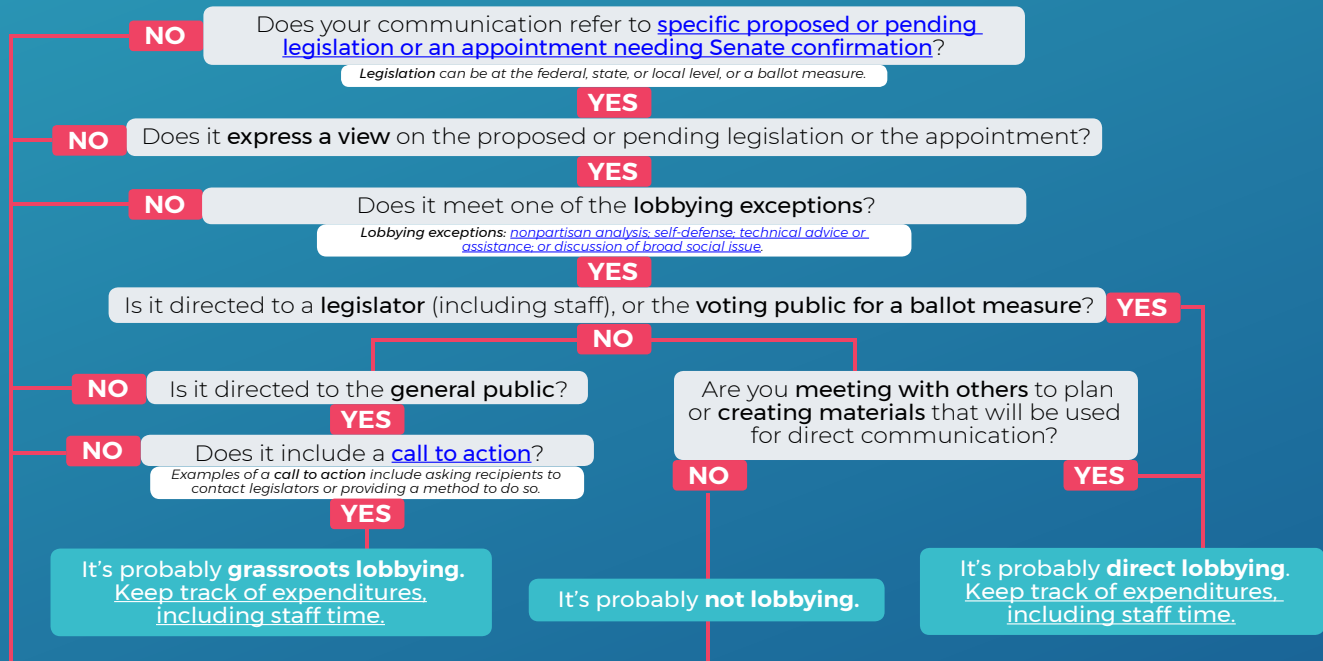 NO
Does your communication refer to specific proposed or pending
legislation or an appointment needing Senate confirmation?
Legislation can be at the federal, state, or local level, or a ballot measure.
YES
NO
Does it express a view on the proposed or pending legislation or the appointment?
YES
NO
Does it meet one of the lobbying exceptions?
Lobbying exceptions: nonpartisan analysis; self-defense; technical advice or
assistance; or discussion of broad social issue.
YES
Is it directed to a legislator (including staff), or the voting public for a ballot measure?
YES
NO
NO
Is it directed to the general public?
YES
NO
Does it include a call to action?
Examples of a call to action include asking recipients to
contact legislators or providing a method to do so.
YES
Are you meeting with others to plan
or creating materials that will be used
for direct communication?
NO
YES
It's probably grassroots lobbying.
Keep track of expenditures,
including staff time.
It's probably not lobbying.
It's probably direct lobbying.
Keep track of expenditures,
including staff time.